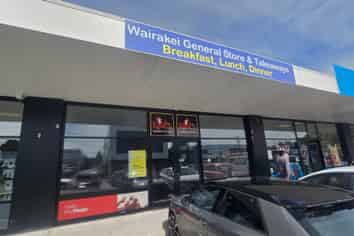 Wairakei General Store & Takeaways
Breakfast, Lunch, Dinner